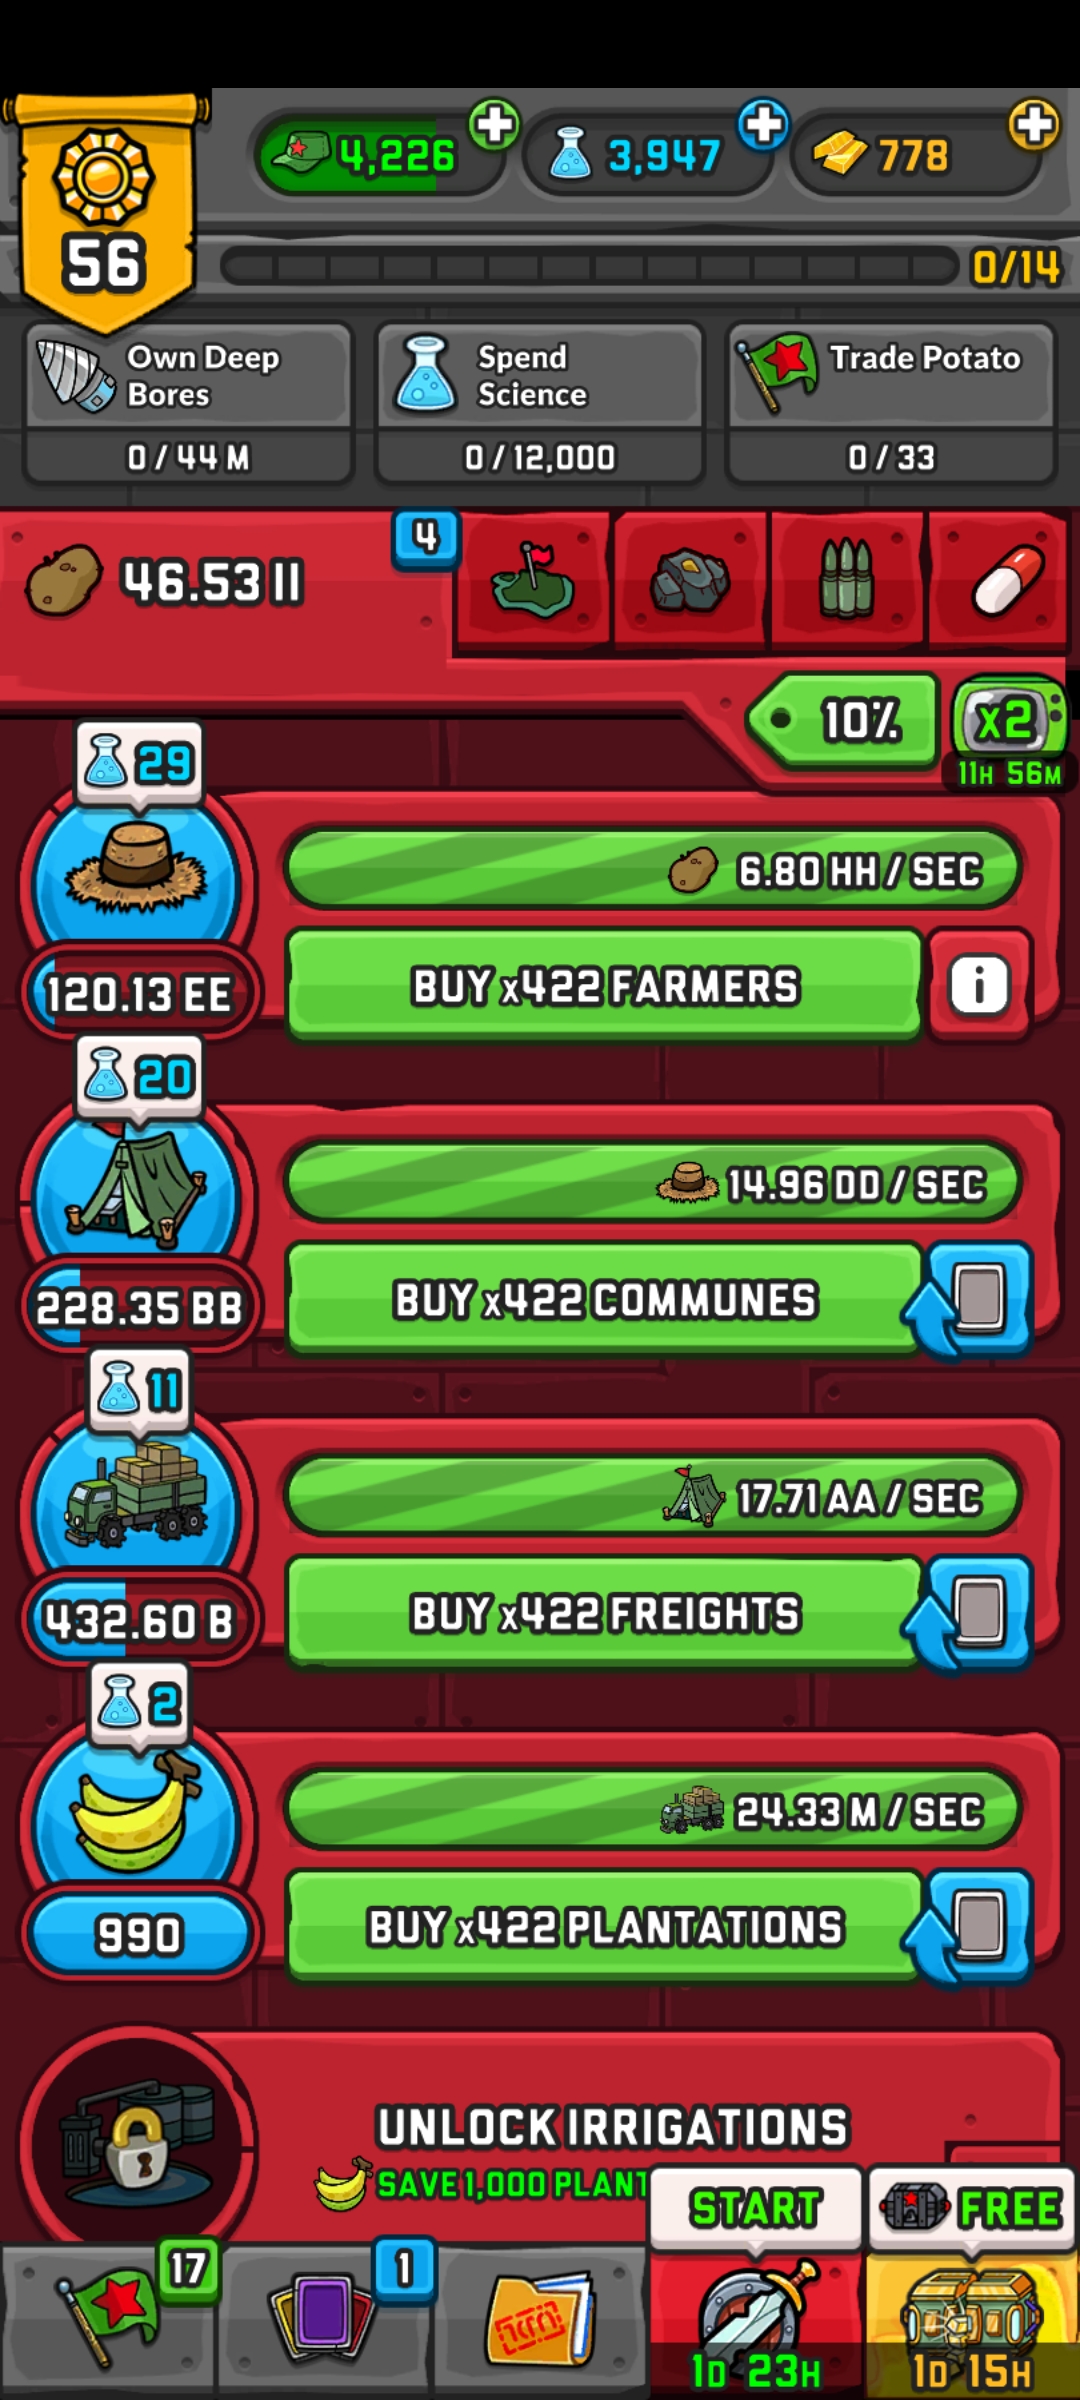 4,226
3,947
778
56
0/14
Own Deep
Bores
0 / 44 M
Spend
Science
0 / 12,000
Trade Potato
0 / 33
46.53 II
4
10%
x2
11H 56M
29
6.80 HH / SEC
120.13 EE
BUY x422 FARMERS
i
20
14.96 DD / SEC
228.35 BB
BUY x422 COMMUNES
11
17.71 AA / SEC
432.60 B
BUY x422 FREIGHTS
2
24.33 M / SEC
990
BUY x422 PLANTATIONS
UNLOCK IRRIGATIONS
SAVE 1,000 PLANT
START
FREE
17
1
1D 23H
1D 15H